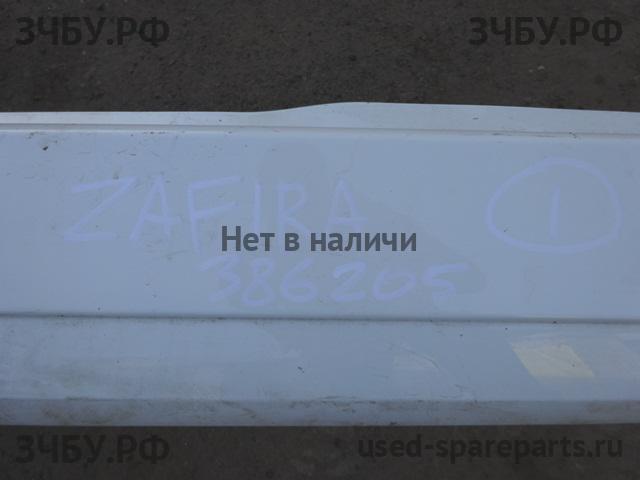 ЗЧБУ.РФ ЗЧБУ.РФ
ZAFIRA 1
Нет в наличи
386205
ЗЧБУ.РФ used-spareparts.ru